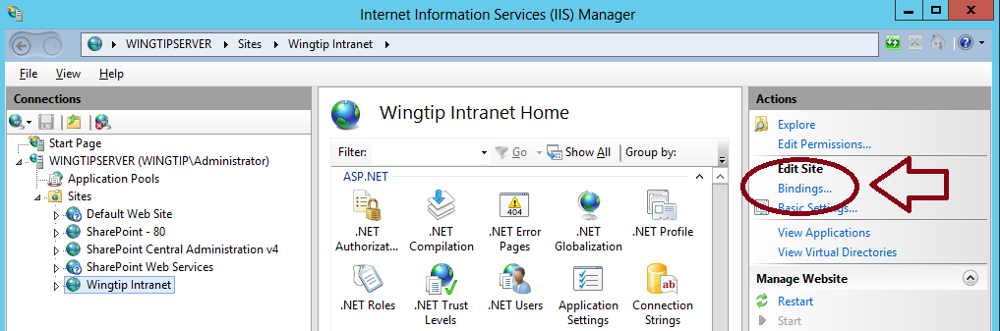 Internet Information Services (IIS) Manager
WINGTIPSERVER Sites Wingtip Intranet
File View Help
Connections
Start Page
WINGTIPSERVER (WINGTIP\Administrator)
Application Pools
Sites
Default Web Site
SharePoint - 80
SharePoint Central Administration v4
SharePoint Web Services
Wingtip Intranet
Wingtip Intranet Home
Filter: Go Show All Group by:
ASP.NET
.NET Authorizat...
.NET Compilation
404
.NET Error Pages
.NET Globalization
.NET Profile
.NET Roles
.NET Trust Levels
.NET Users
Application Settings
ab
Connection Strings
Actions
Explore
Edit Permissions...
Edit Site
Bindings...
Basic Settings...
View Applications
View Virtual Directories
Manage Website
Restart
Start